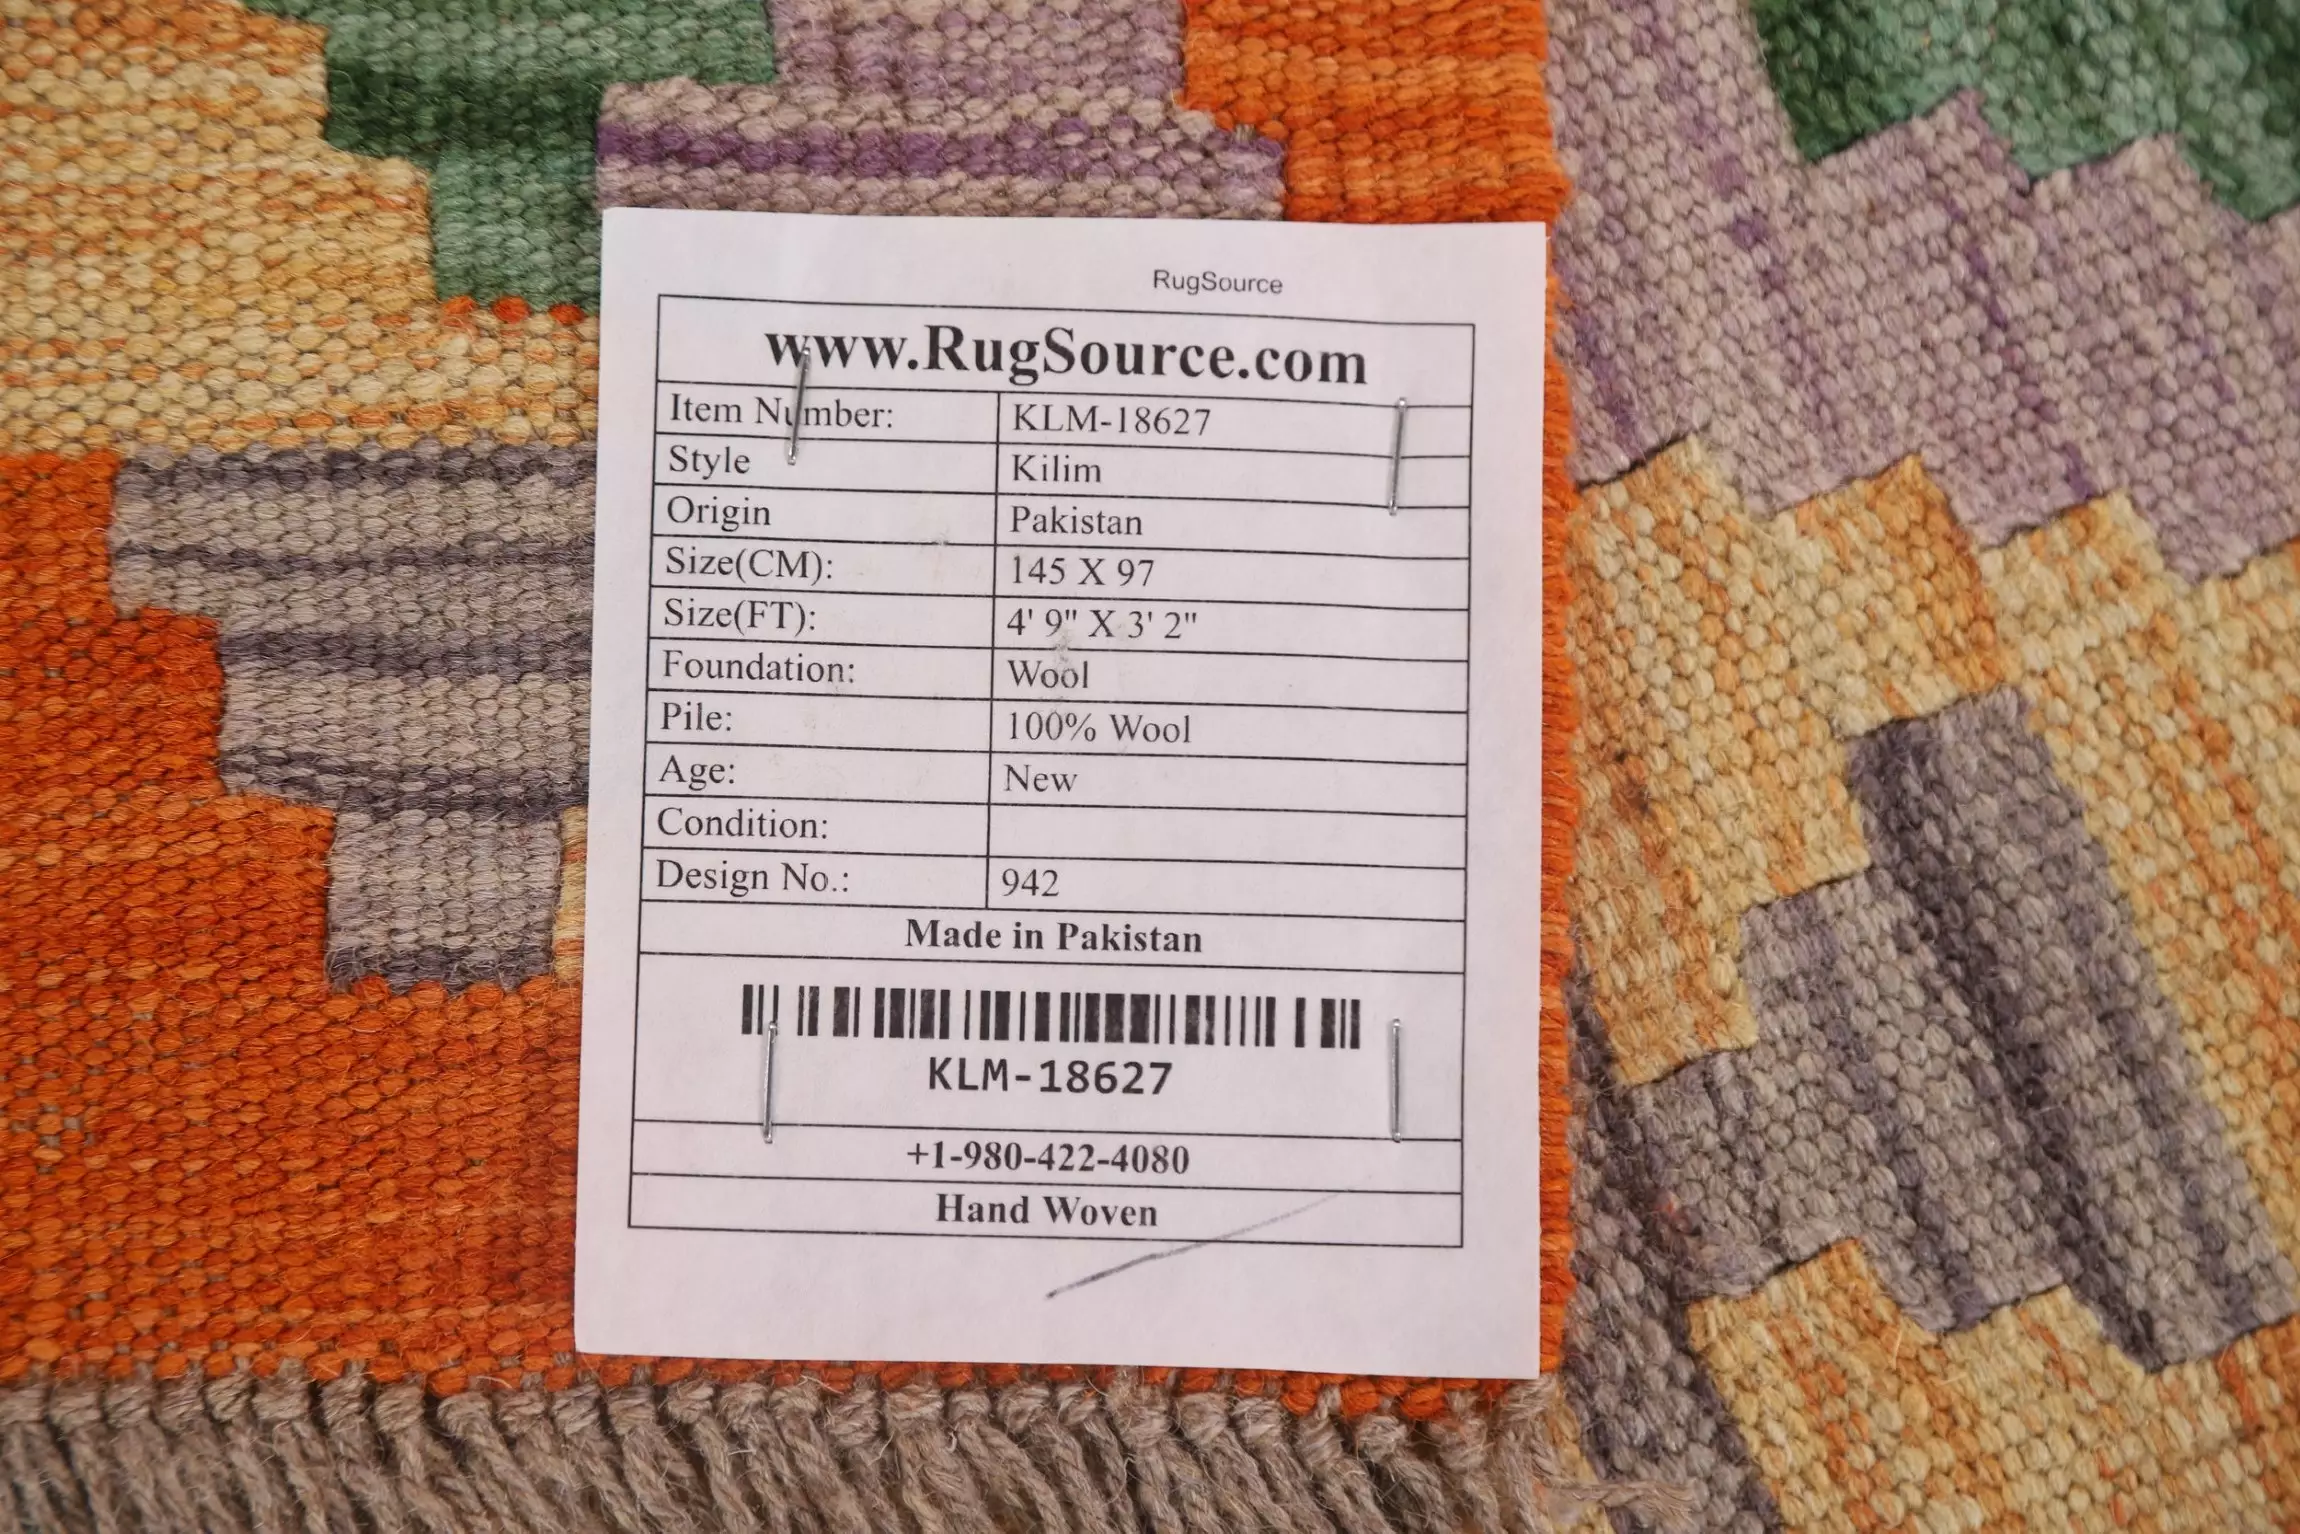 RugSource
www.RugSource.com
Item Number: KLM-18627
Style Kilim
Origin Pakistan
Size(CM): 145 X 97
Size(FT): 4' 9" X 3' 2"
Foundation: Wool
Pile: 100% Wool
Age: New
Condition:
Design No.: 942
Made in Pakistan
KLM-18627
+1-980-422-4080
Hand Woven